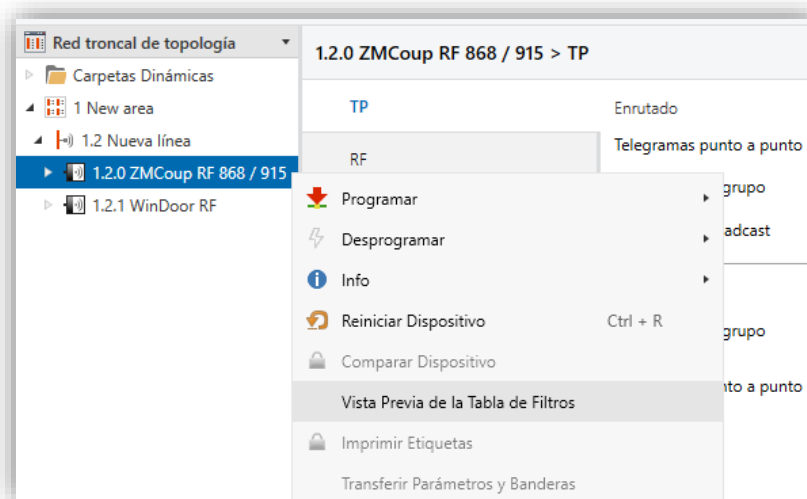 Red troncal de topología
Carpetas Dinámicas
1 New area
1.2 Nueva línea
1.2.0 ZMCoup RF 868 / 915
1.2.1 WinDoor RF
1.2.0 ZMCoup RF 868 / 915 > TP
TP
RF
Enrutado
Telegramas punto a punto
grupo
adcast
grupo
nto a punto
Programar
Desprogramar
Info
Reiniciar Dispositivo Ctrl + R
Comparar Dispositivo
Vista Previa de la Tabla de Filtros
Imprimir Etiquetas
Transferir Parámetros y Banderas